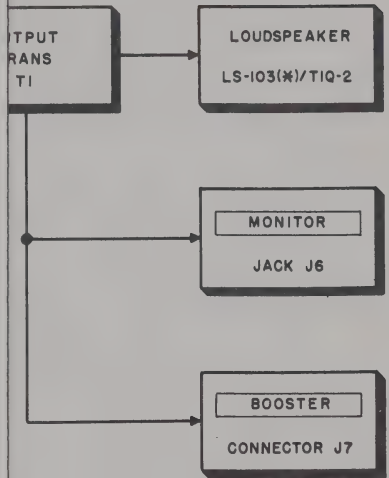 TPUT
RANS
T1
LOUDSPEAKER
LS-103(*)/TIQ-2
MONITOR
JACK J6
BOOSTER
CONNECTOR J7